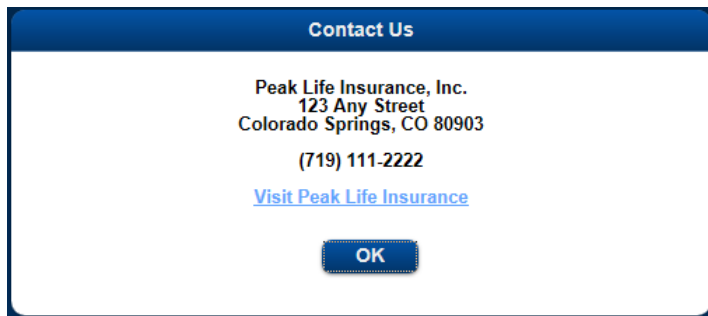 Contact Us
Peak Life Insurance, Inc.
123 Any Street
Colorado Springs, CO 80903
(719) 111-2222
Visit Peak Life Insurance
OK